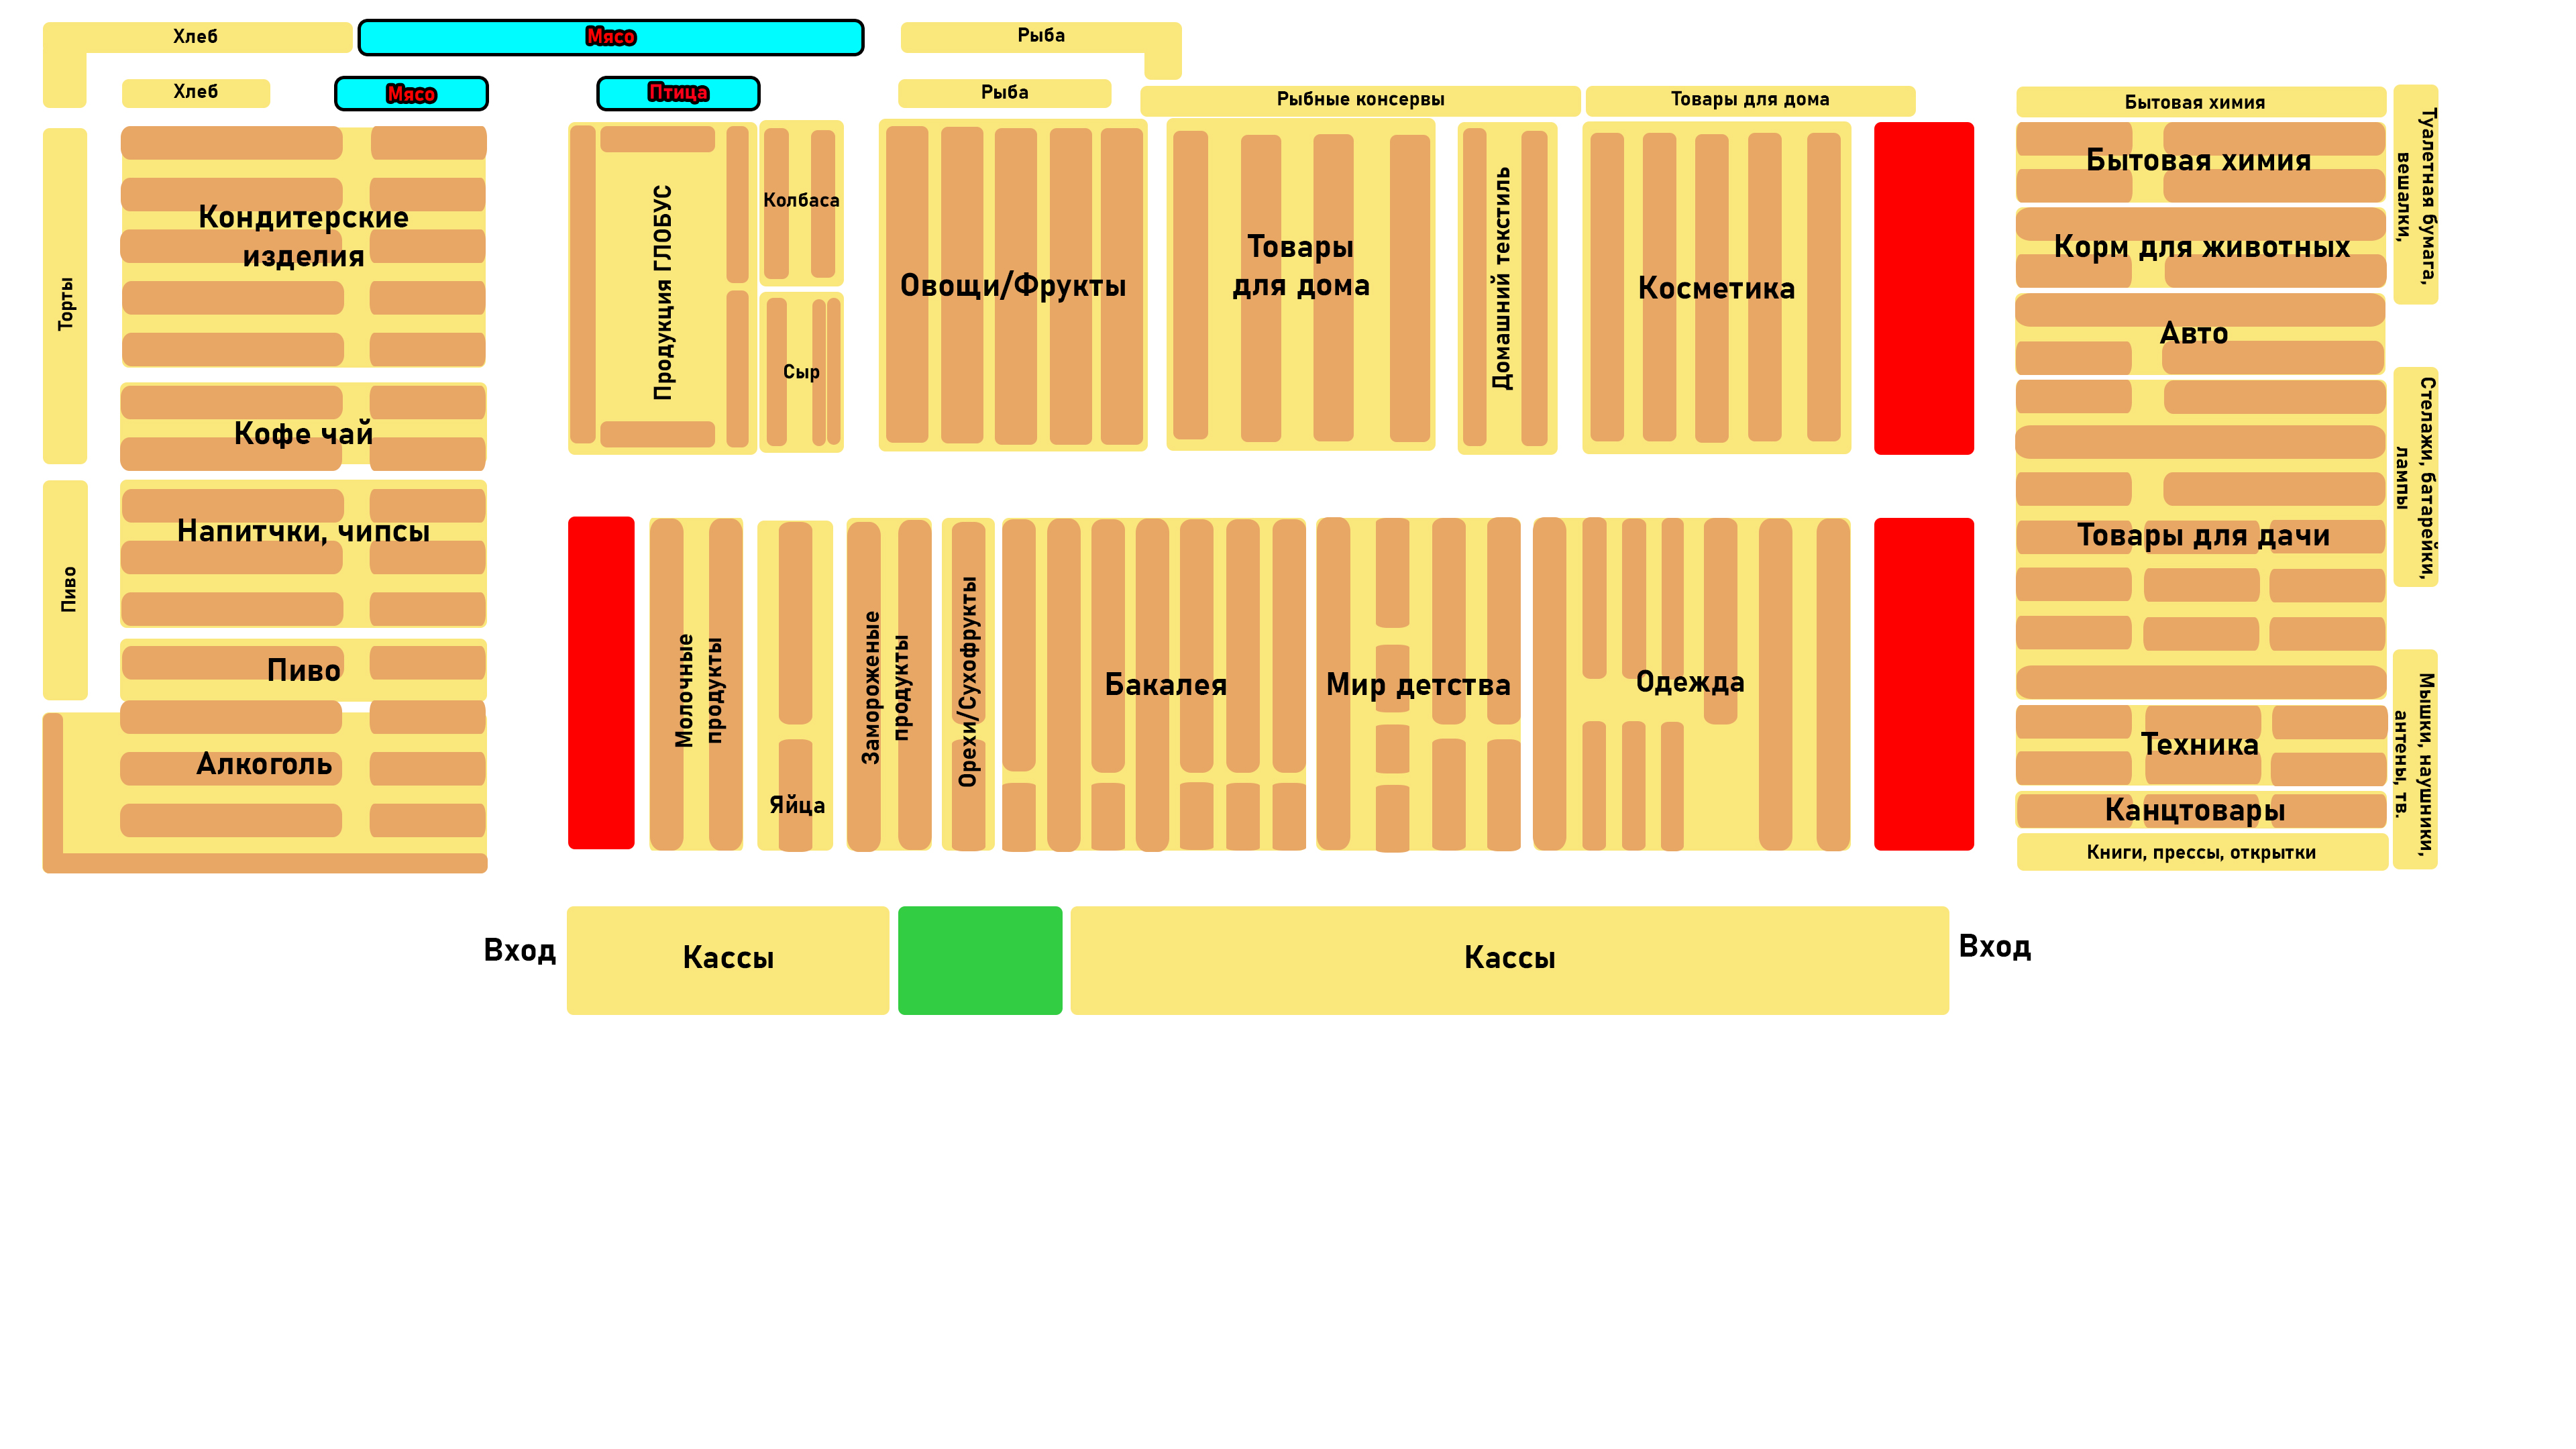 Хлеб
Мясо
Рыба
Хлеб
Мясо
Птица
Рыба
Рыбные консервы
Товары для дома
Бытовая химия
Туалетная бумага,
вешалки,
Торты
Кондитерские
изделия
Продукция ГЛОБУС
Колбаса
Сыр
Овощи/Фрукты
Товары
для дома
Домашний текстиль
Косметика
Бытовая химия
Корм для животных
Авто
Стелажи, батарейки,
лампы
Кофе чай
Напитчки, чипсы
Пиво
Пиво
Алкоголь
Молочные
продукты
Яйца
Замороженые
продукты
Орехи/Сухофрукты
Бакалея
Мир детства
Одежда
Товары для дачи
Техника
Канцтовары
Книги, прессы, открытки
Мышки, наушники,
антены, тв.
Вход
Кассы
Кассы
Вход